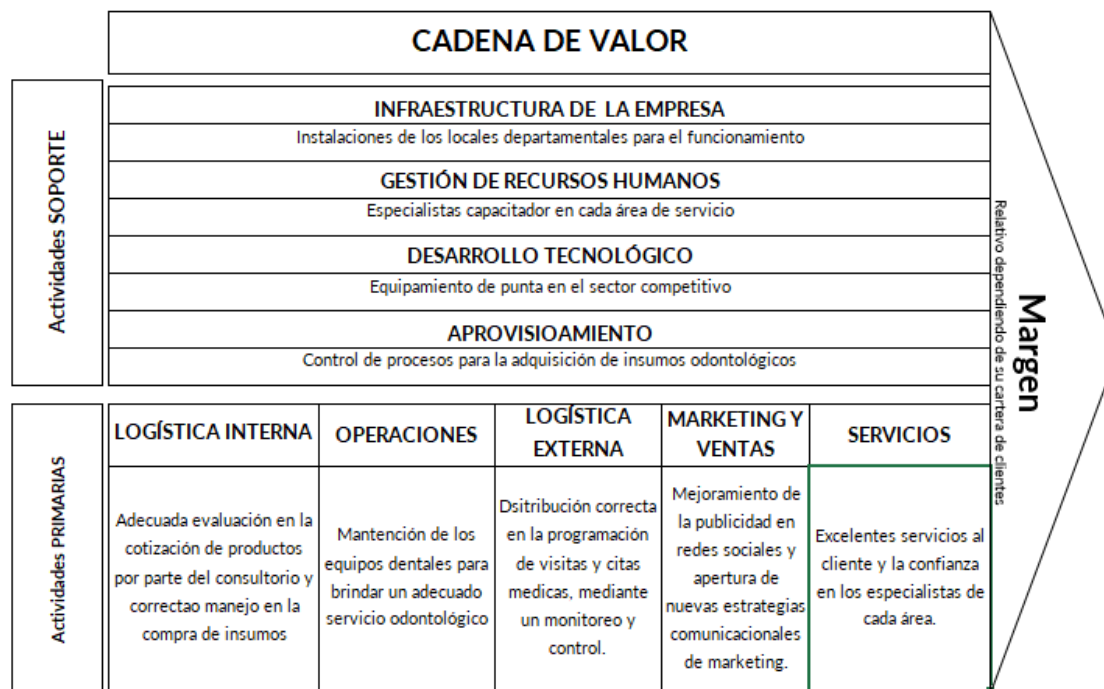 CADENA DE VALOR
Actividades SOPORTE
INFRAESTRUCTURA DE LA EMPRESA
Instalaciones de los locales departamentales para el funcionamiento
GESTIÓN DE RECURSOS HUMANOS
Especialistas capacitador en cada área de servicio
DESARROLLO TECNOLÓGICO
Equipamiento de punta en el sector competitivo
APROVISIOAMIENTO
Control de procesos para la adquisición de insumos odontológicos
Relativo dependiendo de su cartera de clientes
Margen
Actividades PRIMARIAS
LOGÍSTICA INTERNA
Adecuada evaluación en la
cotización de productos
por parte del consultorio y
correctao manejo en la
compra de insumos
OPERACIONES
Mantención de los
equipos dentales para
brindar un adecuado
servicio odontológico
LOGÍSTICA
EXTERNA
Dsitribución correcta
en la programación
de visitas y citas
medicas, mediante
un monitoreo y
control.
MARKETING Y
VENTAS
Mejoramiento de
la publicidad en
redes sociales y
apertura de
nuevas estrategias
comunicacionales
de marketing.
SERVICIOS
Excelentes servicios al
cliente y la confianza
en los especialistas de
cada área.